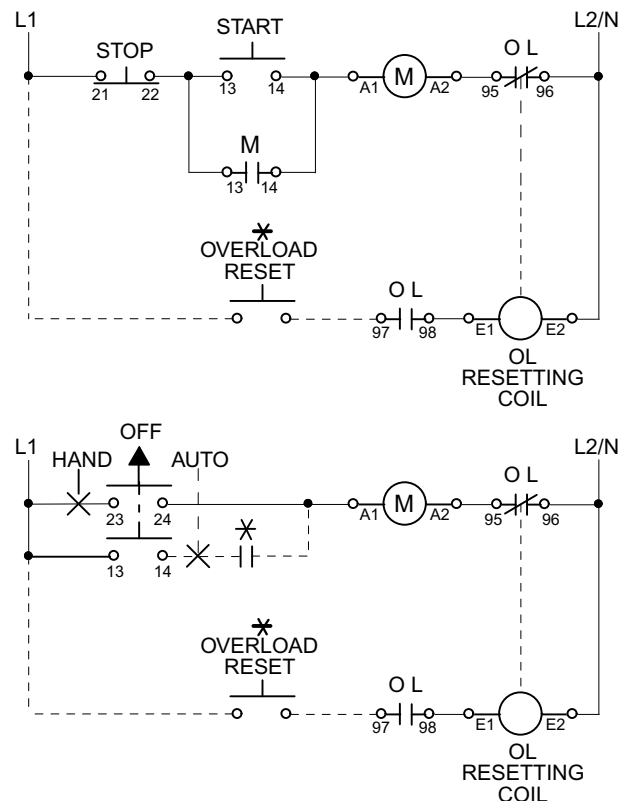 L1
L2/N
START
STOP
O L
M
21 22
13 14
A1
A2
95 96
M
13 14
*
OVERLOAD
RESET
O L
97 98
E1
E2
OL
RESETTING
COIL
L1
OFF
L2/N
HAND
AUTO
O L
M
23 24
A1
A2
95 96
*
13 14
*
OVERLOAD
RESET
O L
97 98
E1
E2
OL
RESETTING
COIL